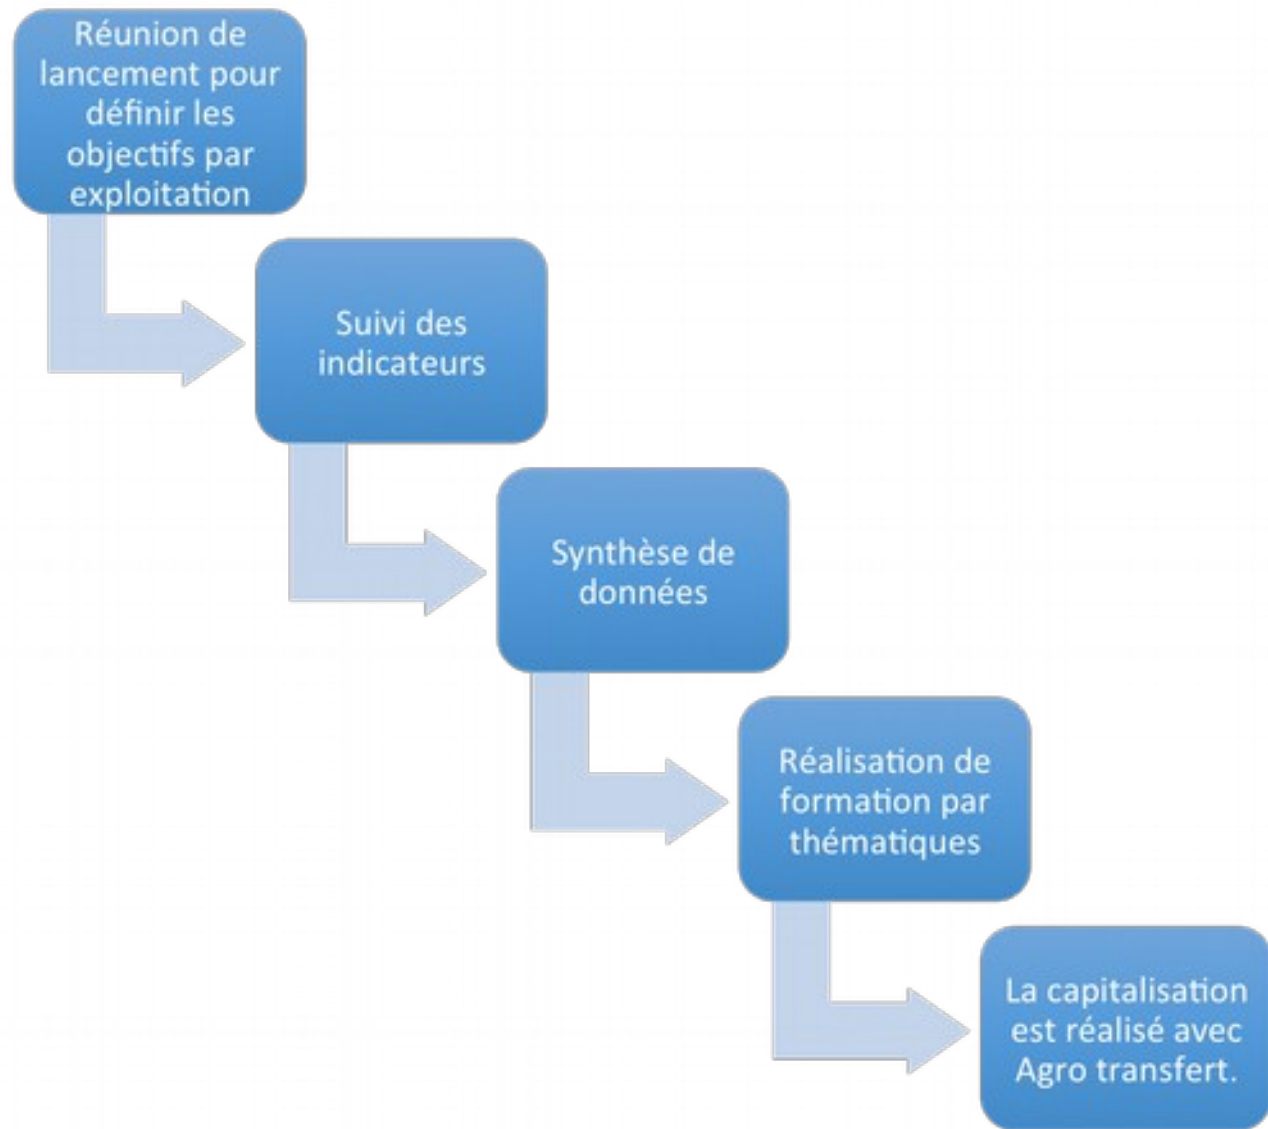 Réunion de
lancement pour
définir les
objectifs par
exploitation
Suivi des
indicateurs
Synthèse de
données
Réalisation de
formation par
thématiques
La capitalisation
est réalisé avec
Agro transfert.